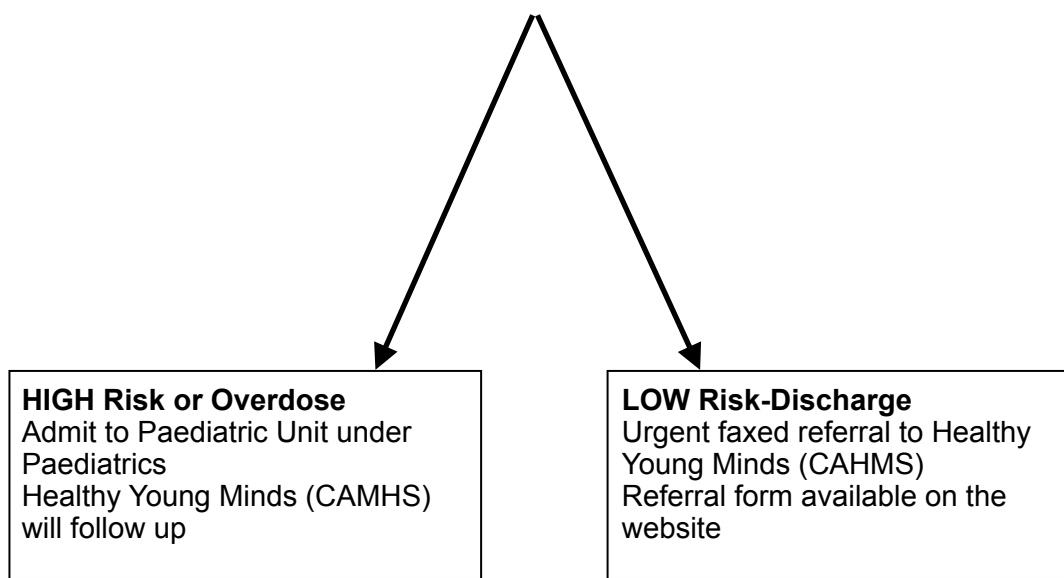 HIGH Risk or Overdose
Admit to Paediatric Unit under
Paediatrics
Healthy Young Minds (CAMHS)
will follow up
LOW Risk-Discharge
Urgent faxed referral to Healthy
Young Minds (CAHMS)
Referral form available on the
website